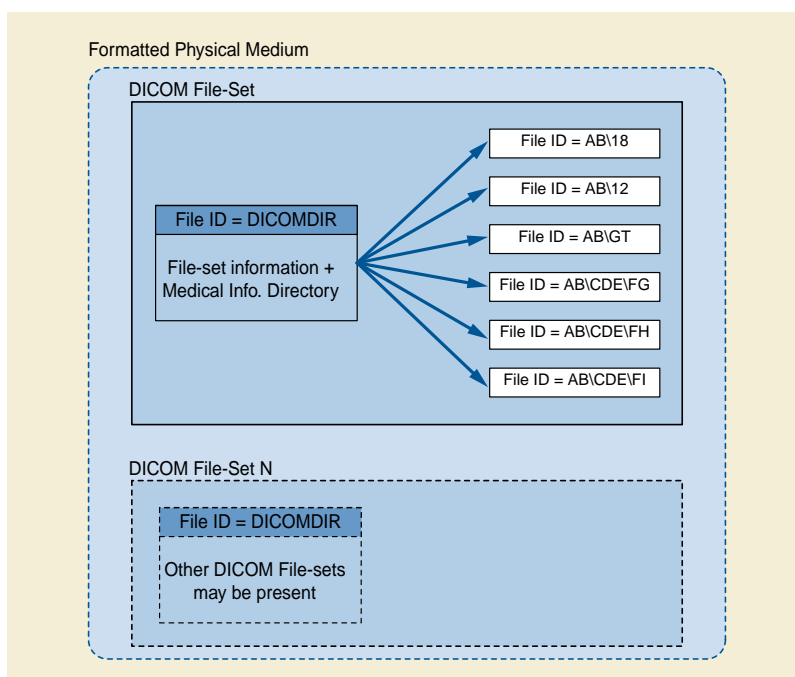 Formatted Physical Medium
DICOM File-Set
File ID = DICOMDIR
File-set information +
Medical Info. Directory
File ID = AB\18
File ID = AB\12
File ID = AB\GT
File ID = AB\CDE\FG
File ID = AB\CDE\FH
File ID = AB\CDE\FI
DICOM File-Set N
File ID = DICOMDIR
Other DICOM File-sets
may be present